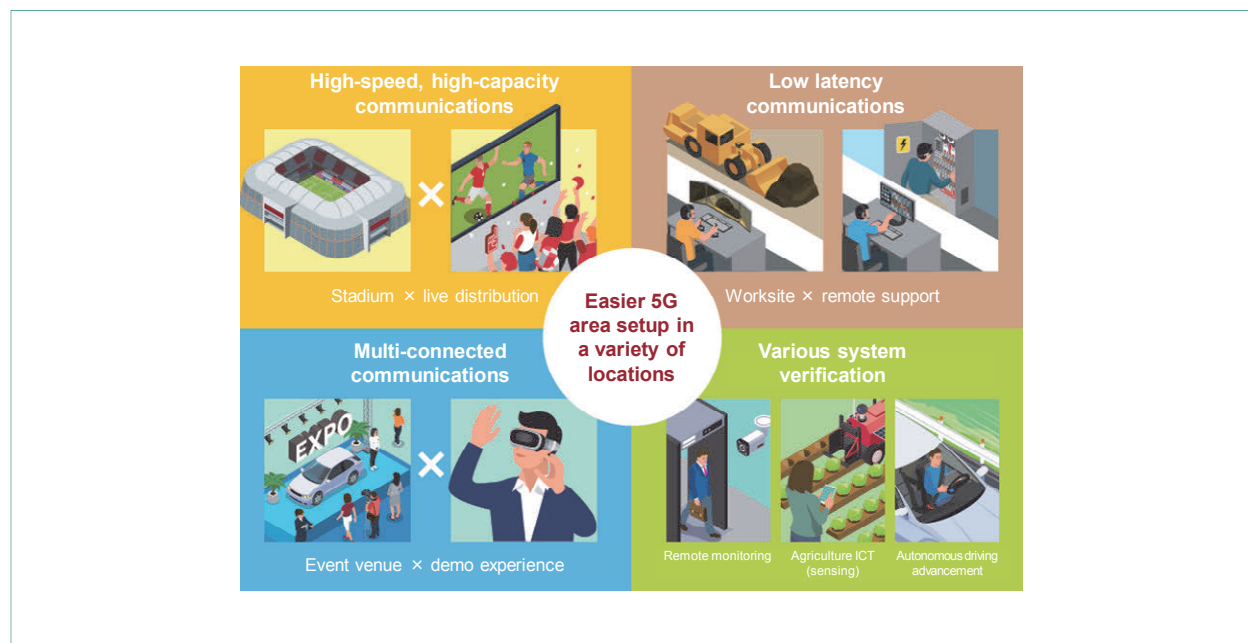 High-speed, high-capacity
communications
Stadium × live distribution
Low latency
communications
Worksite × remote support
Easier 5G
area setup in
a variety of
locations
Multi-connected
communications
EXPO
Event venue × demo experience
Various system
verification
Remote monitoring
Agriculture ICT
(sensing)
Autonomous driving
advancement